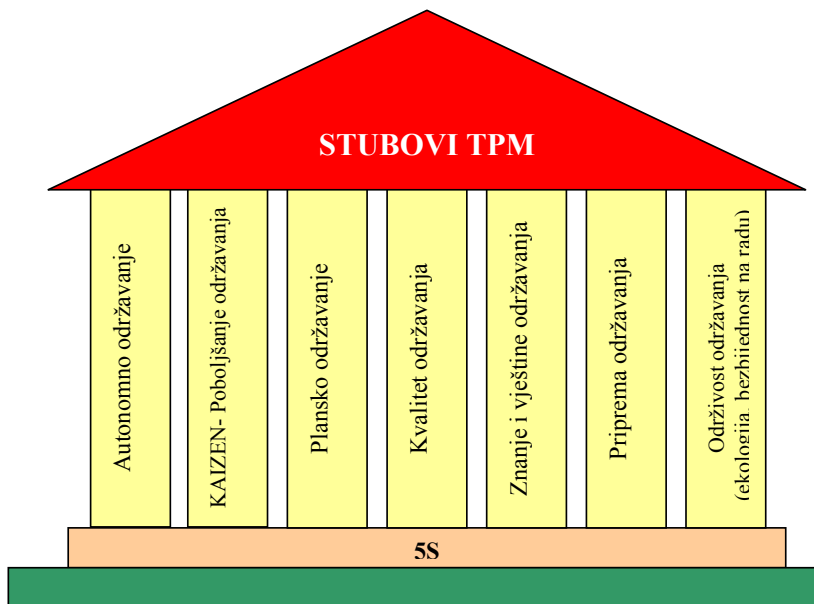 STUBOVI TPM
Autonomno održavanje
KAIZEN- Poboljšanje održavanja
Plansko održavanje
Kvalitet održavanja
Znanje i vještine održavanja
Priprema održavanja
Održivost održavanja
(ekologija, bezbijednost na radu)
5S